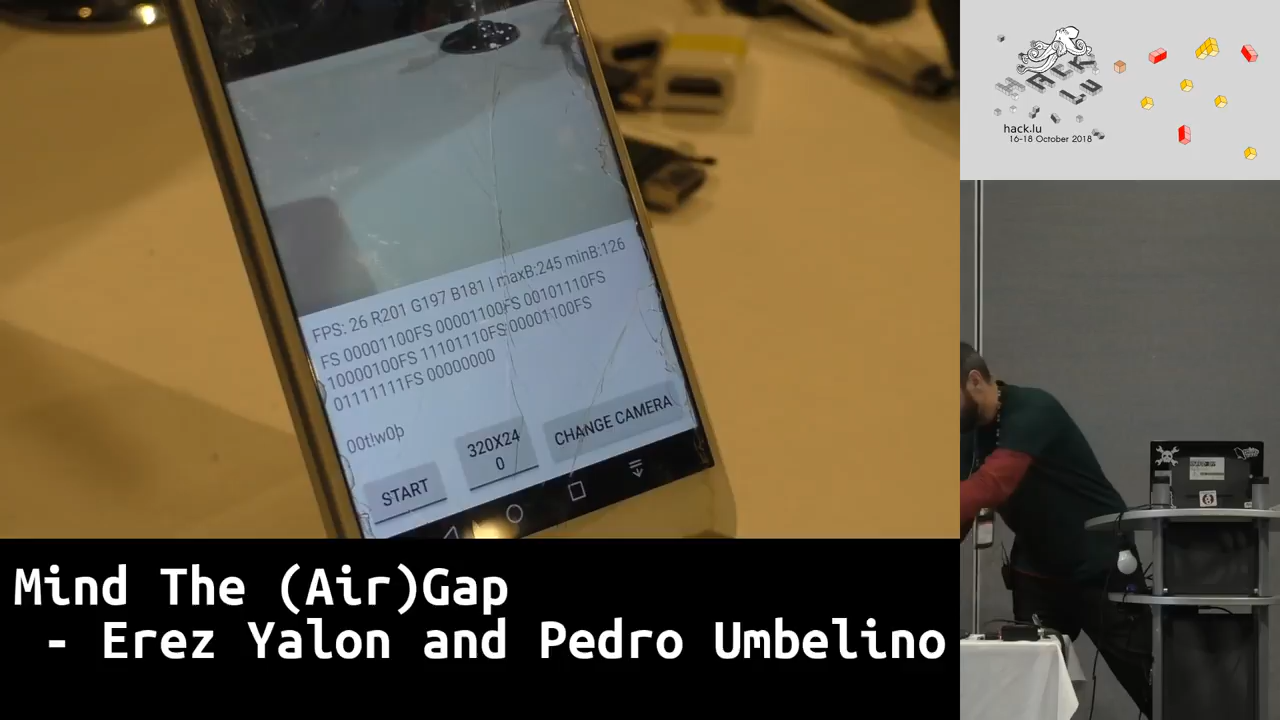 FPS: 26 R201 G197 B181 | maxB:245 minB:126
FS 00001100FS 00001100FS 00101110FS
10000100FS 11101110FS 00001100FS
01111111FS 00000000
00t!w0þ
START
320X24
0
CHANGE CAMERA
HACK
LU
hack.lu
16-18 October 2018
Mind The (Air)Gap
- Erez Yalon and Pedro Umbelino